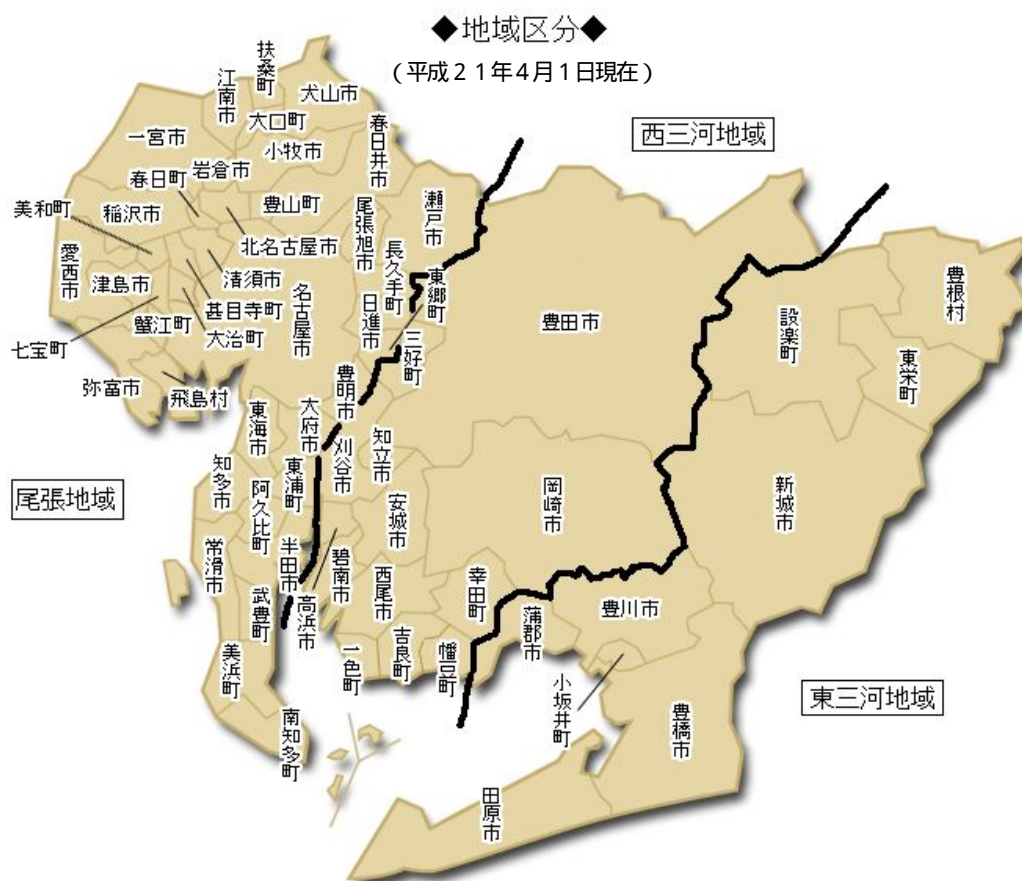 ◆地域区分◆
(平成21年4月1日現在)
西三河地域
尾張地域
東三河地域
扶桑町
江南市
犬山市
大口町
一宮市
小牧市
春日井市
岩倉市
春日町
美和町
稲沢市
豊山町
瀬戸市
尾張旭市
北名古屋市
愛西市
長久手町
津島市
清須市
東郷町
名古屋市
日進市
甚目寺町
蟹江町
大治町
七宝町
三好町
弥富市
飛島村
豊明市
大府市
東海市
豊田市
設楽町
豊根村
東栄町
刈谷市
知立市
知多市
東浦町
阿久比町
安城市
岡崎市
新城市
常滑市
半田市
碧南市
西尾市
幸田町
武豊町
高浜市
蒲郡市
豊川市
美浜町
一色町
吉良町
幡豆町
小坂井町
南知多町
豊橋市
田原市